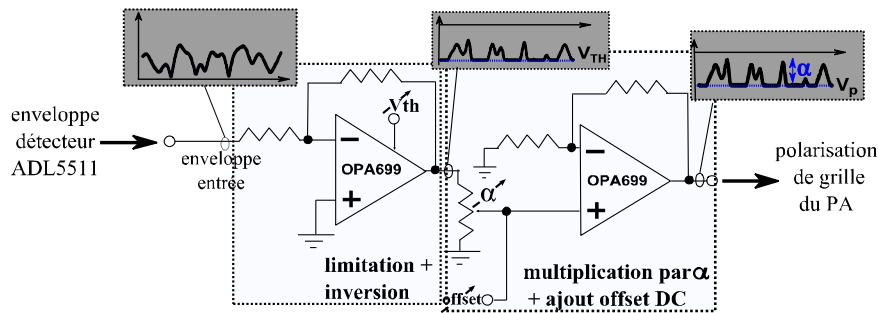 enveloppe
détecteur
ADL5511
enveloppe
entrée
Vth
OPA699
limitation +
inversion
V_TH
α
offset
OPA699
multiplication par α
+ ajout offset DC
α
V_p
polarisation
de grille
du PA